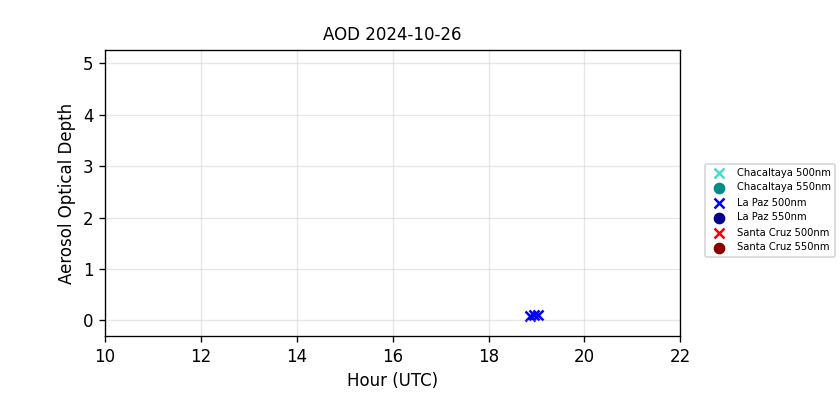 AOD 2024-10-26
Aerosol Optical Depth
5
4
3
2
1
0
10 12 14 16 18 20 22
Hour (UTC)
Chacaltaya 500nm
Chacaltaya 550nm
La Paz 500nm
La Paz 550nm
Santa Cruz 500nm
Santa Cruz 550nm